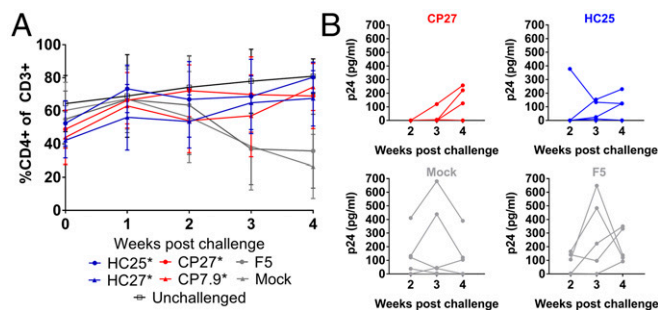 A
%CD4+ of CD3+
100
80
60
40
20
0
0 1 2 3 4
Weeks post challenge
HC25* CP27* F5
HC27* CP7.9* Mock
Unchallenged
B
CP27
p24 (pg/ml)
700
600
500
400
300
200
100
0
2 3 4
Weeks post challenge
HC25
p24 (pg/ml)
700
600
500
400
300
200
100
0
2 3 4
Weeks post challenge
Mock
p24 (pg/ml)
700
600
500
400
300
200
100
0
2 3 4
Weeks post challenge
F5
p24 (pg/ml)
700
600
500
400
300
200
100
0
2 3 4
Weeks post challenge